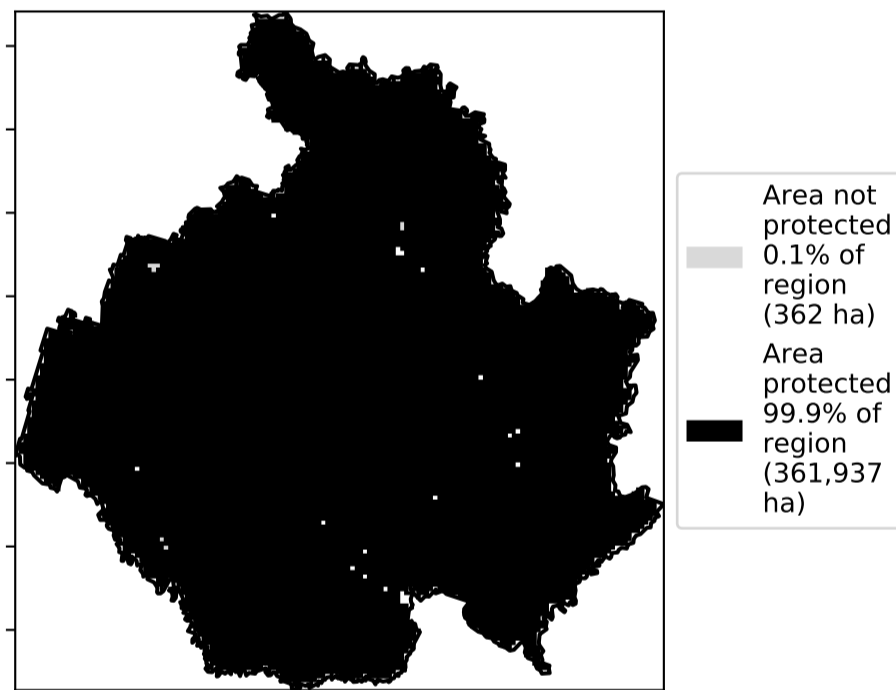 Area not
protected
0.1% of
region
(362 ha)
Area
protected
99.9% of
region
(361,937
ha)